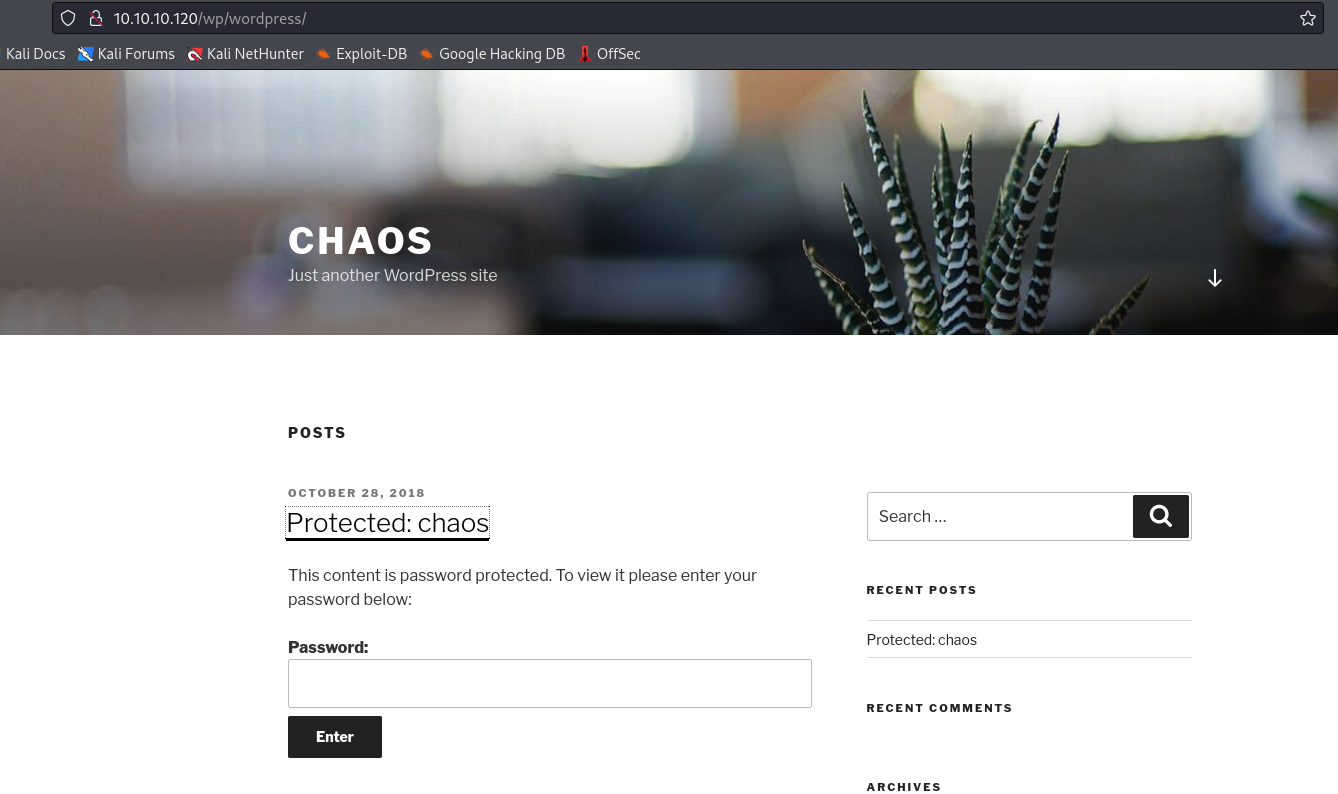 10.10.10.120/wp/wordpress/
Kali Docs Kali Forums Kali NetHunter Exploit-DB Google Hacking DB OffSec
CHAOS
Just another WordPress site
POSTS
OCTOBER 28, 2018
Protected: chaos
This content is password protected. To view it please enter your
password below:
Password:
Enter
Search …
RECENT POSTS
Protected: chaos
RECENT COMMENTS
ARCHIVES